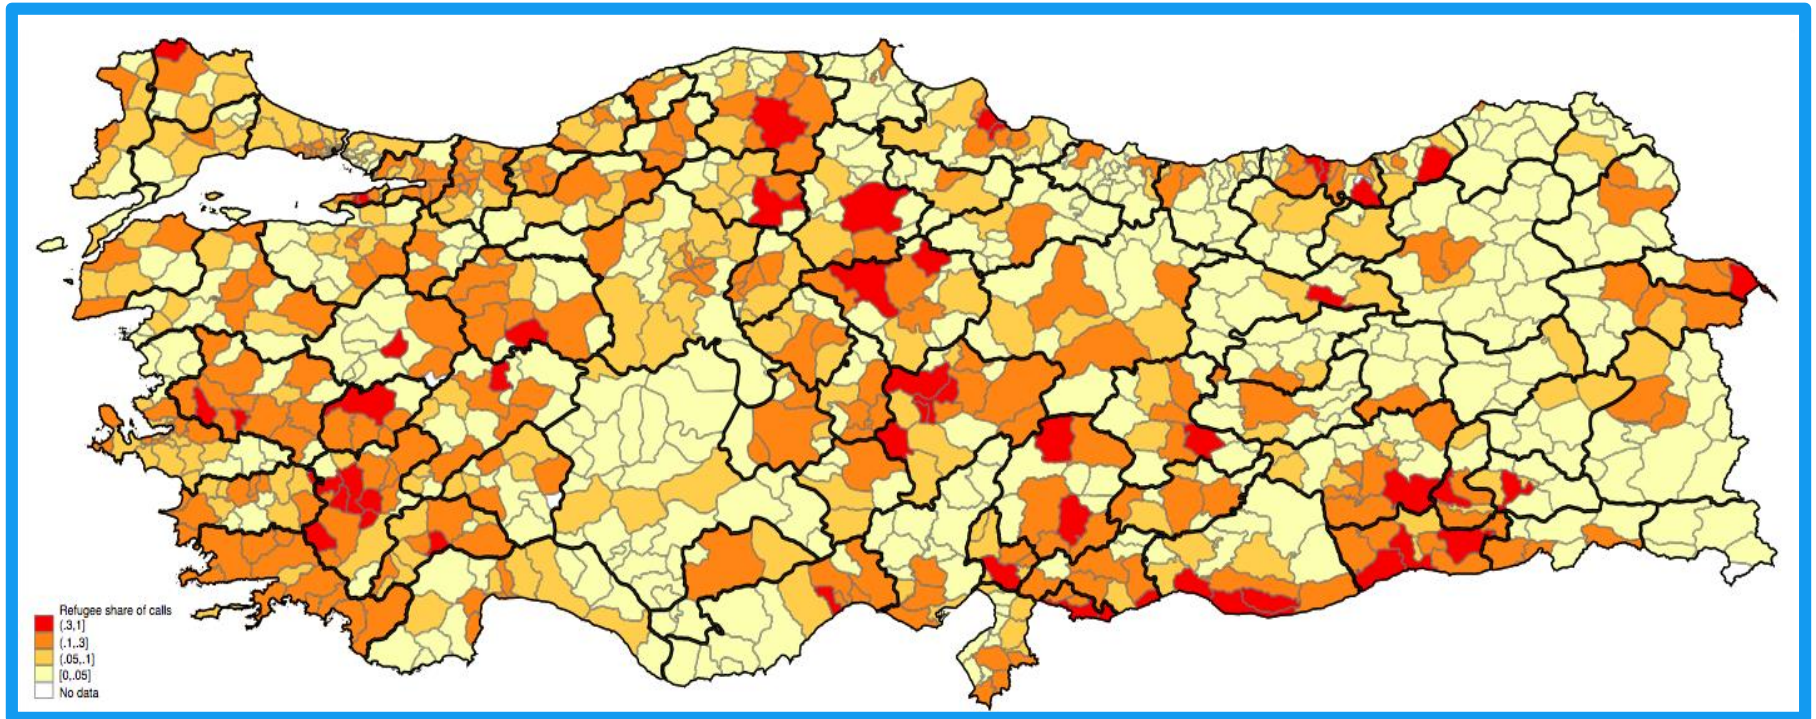 Refugee share of calls
(.3,1]
(.1,.3]
(.05,.1]
[0,.05]
No data